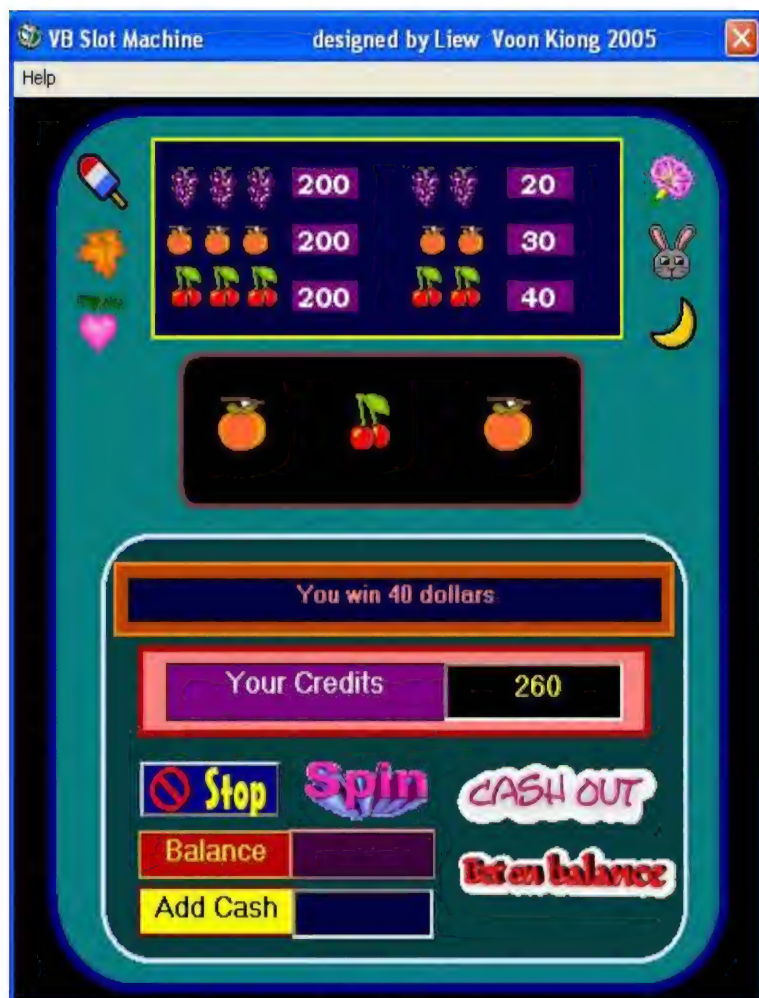 VB Slot Machine designed by Liew Voon Kiong 2005
Help
200 20
200 30
200 40
You win 40 dollars
Your Credits 260
Stop Spin CASH OUT
Balance Bet on balance
Add Cash